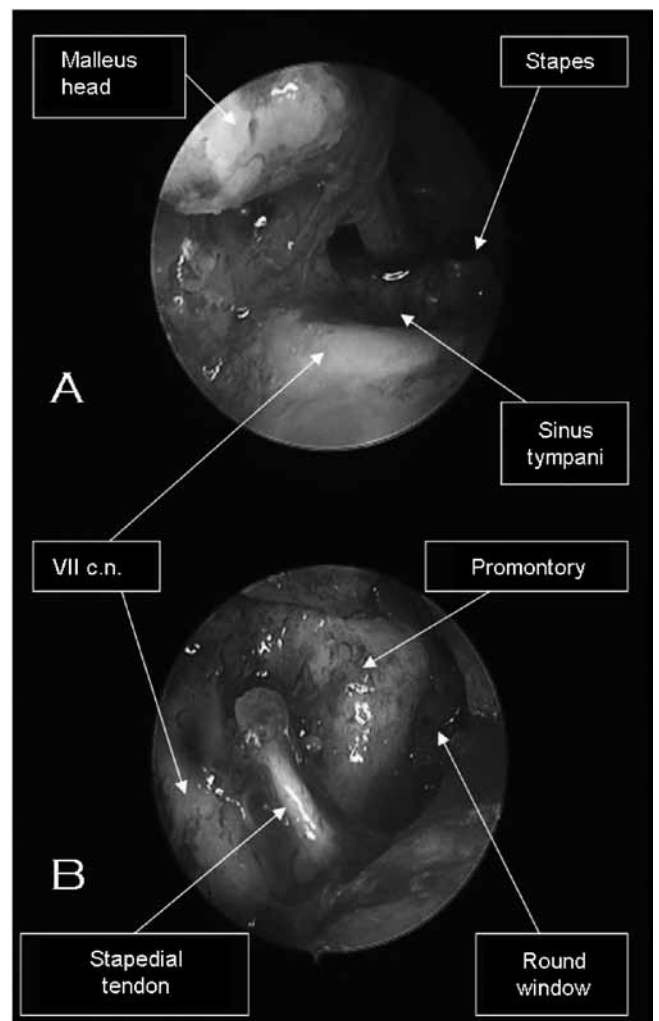 Malleus
head
Stapes
A
Sinus
tympani
VII c.n.
Promontory
B
Stapedial
tendon
Round
window